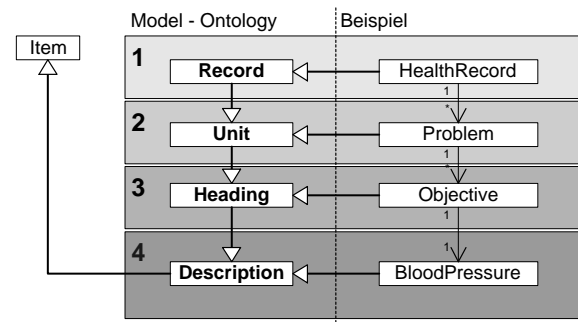 Model - Ontology Beispiel
Item
1 Record HealthRecord
1
*
2 Unit Problem
1
*
3 Heading Objective
1
1
4 Description BloodPressure